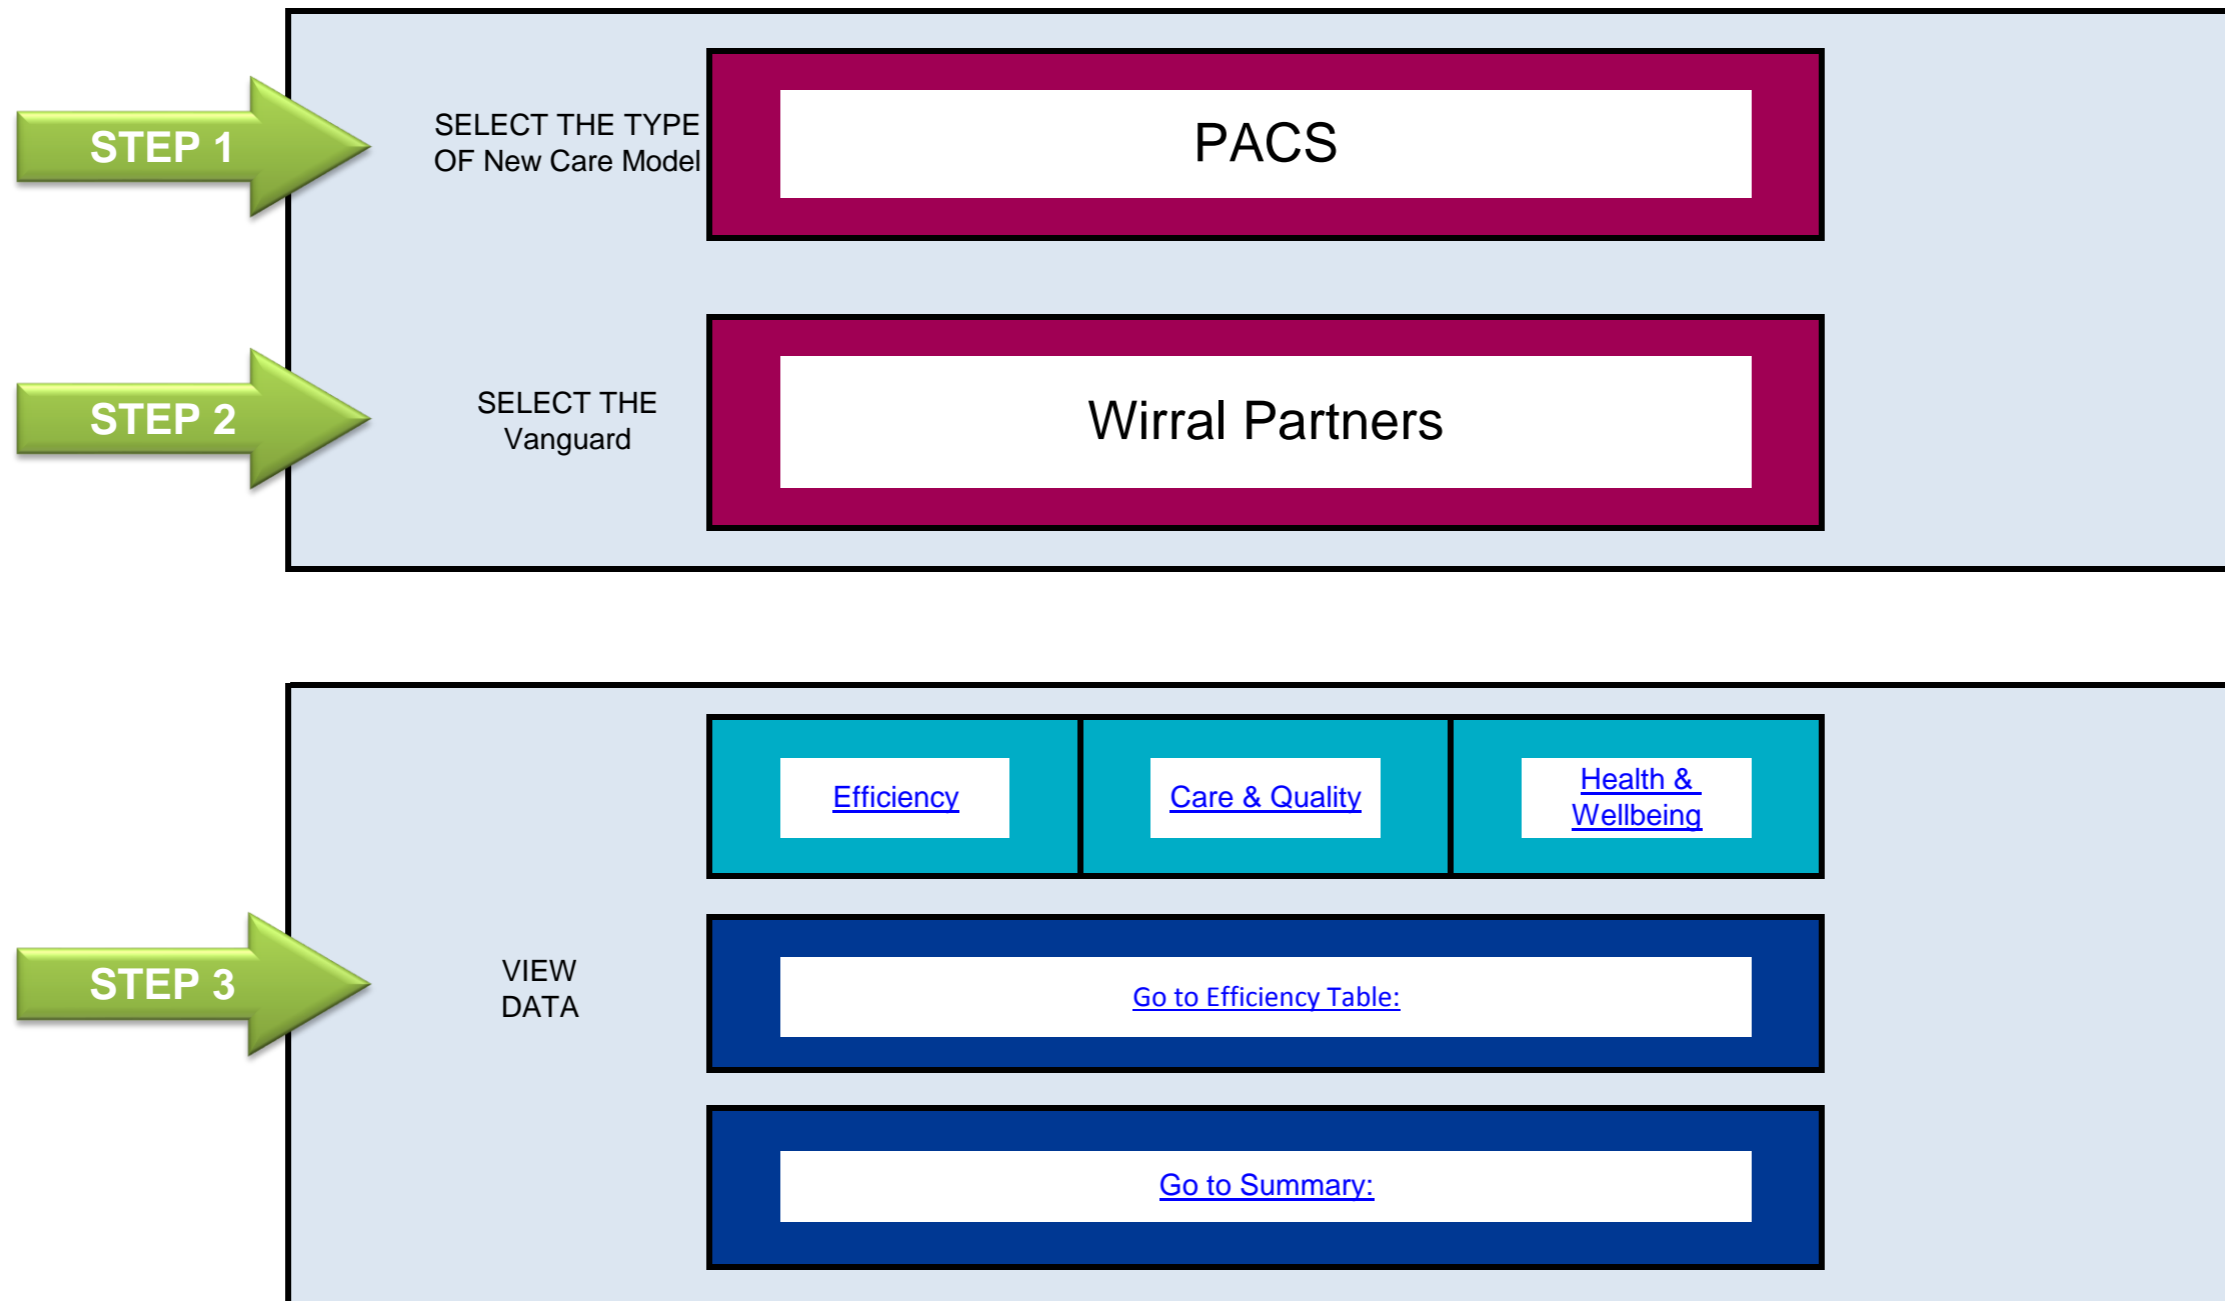 STEP 1
SELECT THE TYPE
OF New Care Model
PACS
STEP 2
SELECT THE
Vanguard
Wirral Partners
Efficiency
Care & Quality
Health &
Wellbeing
STEP 3
VIEW
DATA
Go to Efficiency Table:
Go to Summary: